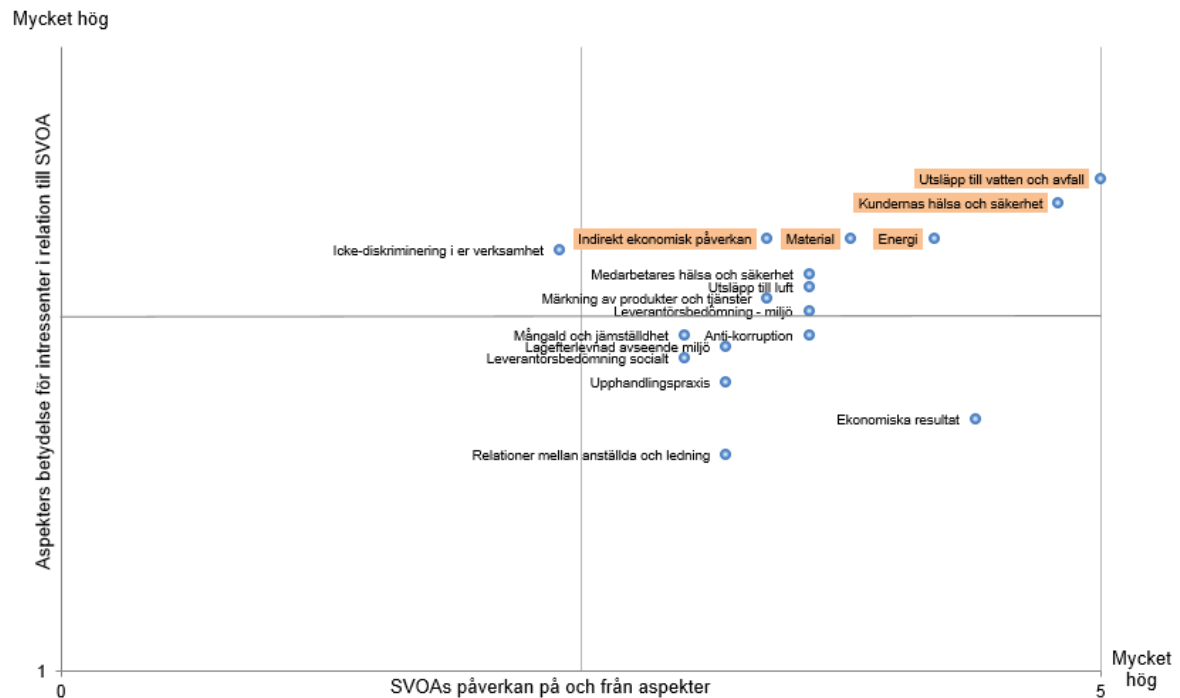 Mycket hög
Aspekters betydelse för intressenter i relation till SVOA
Utsläpp till vatten och avfall
Kundernas hälsa och säkerhet
Indirekt ekonomisk påverkan
Material
Energi
Icke-diskriminering i er verksamhet
Medarbetares hälsa och säkerhet
Utsläpp till luft
Märkning av produkter och tjänster
Leverantörsbedömning - miljö
Mångald och jämställdhet
Anti-korruption
Lagefterlevnad avseende miljö
Leverantörsbedömning socialt
Upphandlingspraxis
Ekonomiska resultat
Relationer mellan anställda och ledning
1
0
SVOAs påverkan på och från aspekter
5
Mycket
hög